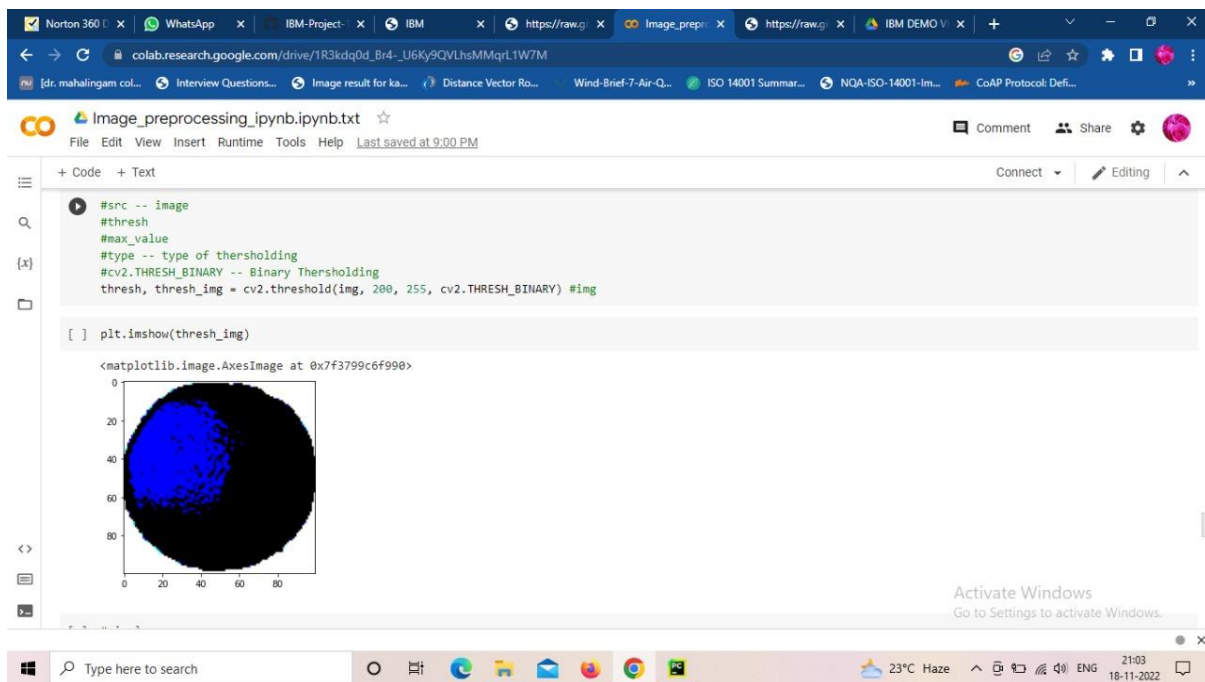 Norton 360 D
WhatsApp
IBM-Project-
IBM
https://raw.gi
Image_prepro
https://raw.gi
IBM DEMO VI
colab.research.google.com/drive/1R3kdq0d_Br4-_U6Ky9QVLhsMMqrL1W7M
[dr. mahalingam col...
Interview Questions...
Image result for ka...
Distance Vector Ro...
Wind-Brief-7-Air-Q...
ISO 14001 Summar...
NQA-ISO-14001-Im...
CoAP Protocol: Defi...
Image_preprocessing_ipynb.ipynb.txt
File Edit View Insert Runtime Tools Help Last saved at 9:00 PM
Comment
Share
+ Code + Text
Connect
Editing
#src -- image
#thresh
#max_value
#type -- type of thersholding
#cv2.THRESH_BINARY -- Binary Thersholding
thresh, thresh_img = cv2.threshold(img, 200, 255, cv2.THRESH_BINARY) #img
{x}
[ ] plt.imshow(thresh_img)
<matplotlib.image.AxesImage at 0x7f3799c6f990>
0
20
40
60
80
0 20 40 60 80
Activate Windows
Go to Settings to activate Windows.
Type here to search
23°C Haze
ENG
21:03
18-11-2022